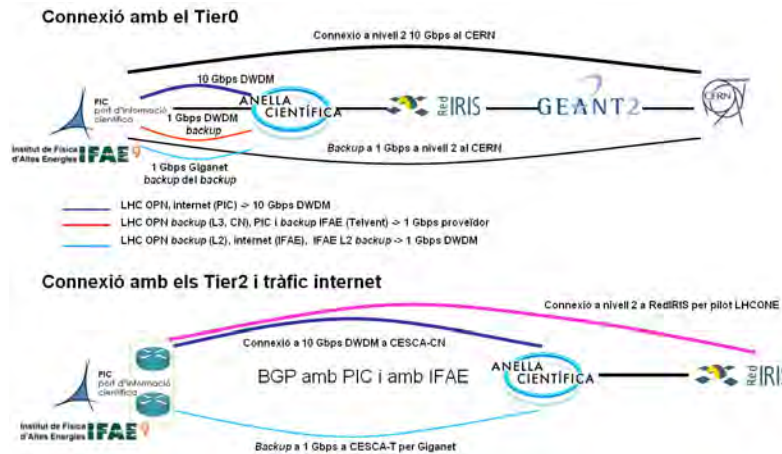 Connexió amb el Tier0
Connexió a nivell 2 10 Gbps al CERN
10 Gbps DWDM
PIC
port d'informació
científica
ANELLA
CIENTÍFICA
Red IRIS
GEANT2
CERN
1 Gbps DWDM
backup
Institut de Física
d'Altes Energies IFAE
1 Gbps Giganet
backup del backup
Backup a 1 Gbps a nivell 2 al CERN
LHC OPN, internet (PIC) -> 10 Gbps DWDM
LHC OPN backup (L3, CN), PIC i backup IFAE (Telvent) -> 1 Gbps proveïdor
LHC OPN backup (L2), internet (IFAE), IFAE L2 backup -> 1 Gbps DWDM
Connexió amb els Tier2 i tràfic internet
Connexió a nivell 2 a RedIRIS per pilot LHCONE
Connexió a 10 Gbps DWDM a CESCA-CN
PIC
port d'informació
científica
BGP amb PIC i amb IFAE
ANELLA
CIENTÍFICA
Red IRIS
Institut de Física
d'Altes Energies IFAE
Backup a 1 Gbps a CESCA-T per Giganet